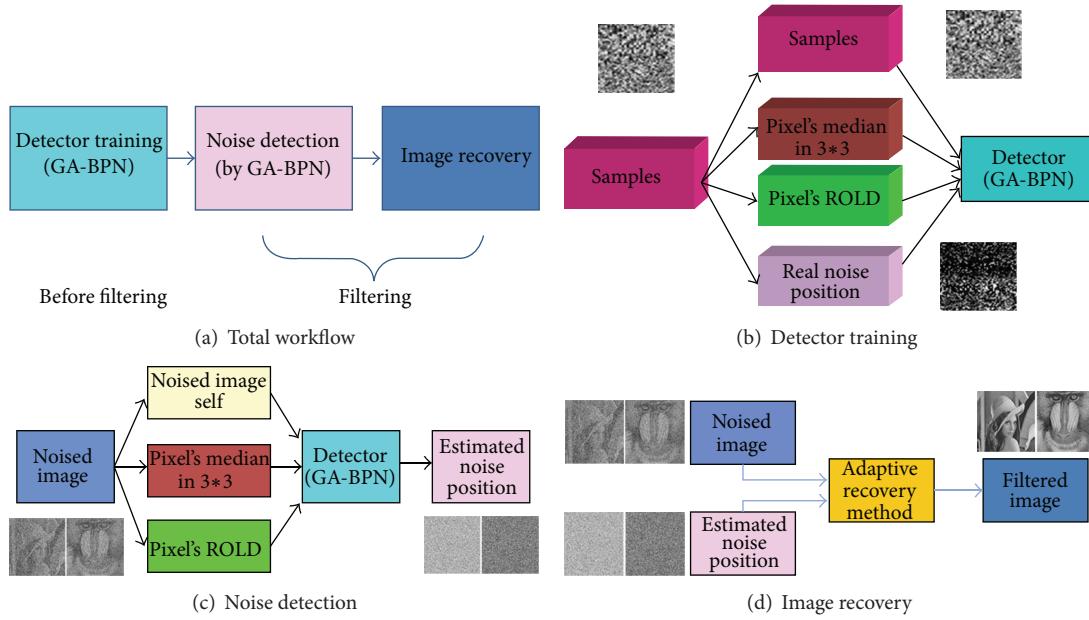 Detector training
(GA-BPN)
Noise detection
(by GA-BPN)
Image recovery
Before filtering
Filtering
(a) Total workflow
Samples
Samples
Pixel's median
in 3∗3
Pixel's ROLD
Real noise
position
Detector
(GA-BPN)
(b) Detector training
Noised image
self
Noised
image
Pixel's median
in 3∗3
Pixel's ROLD
Detector
(GA-BPN)
Estimated
noise
position
(c) Noise detection
Noised
image
Estimated
noise
position
Adaptive
recovery
method
Filtered
image
(d) Image recovery